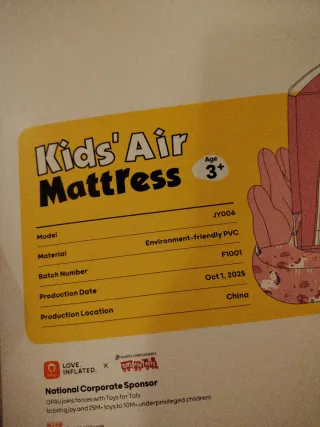 Kids' Air
Mattress
Age
3+
Model JY006
Material Environment-friendly PVC
Batch Number F1001
Production Date Oct 1, 2025
Production Location China
LOVE.
INFLATED.
X
National Corporate Sponsor
OPAU joins forces with Toys for Tots
to bring joy and 25M+ toys to 10M+ underprivileged children!